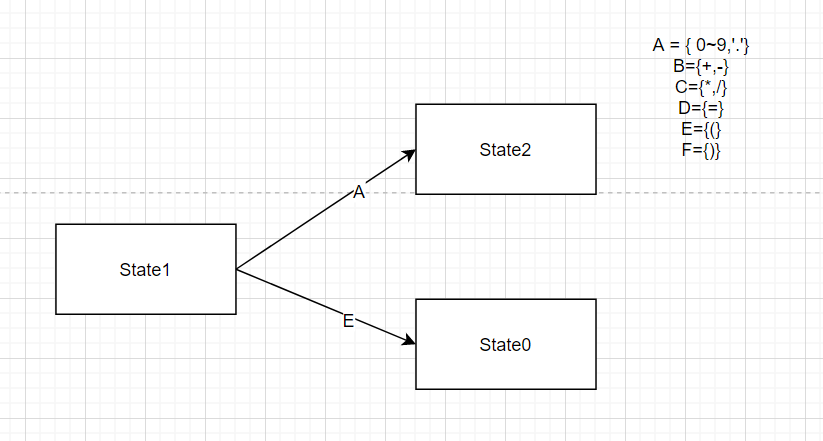 A = { 0~9,'.'}
B={+,-}
C={*,/}
D={=}
E={(}
F={)}
State2
A
State1
E
State0